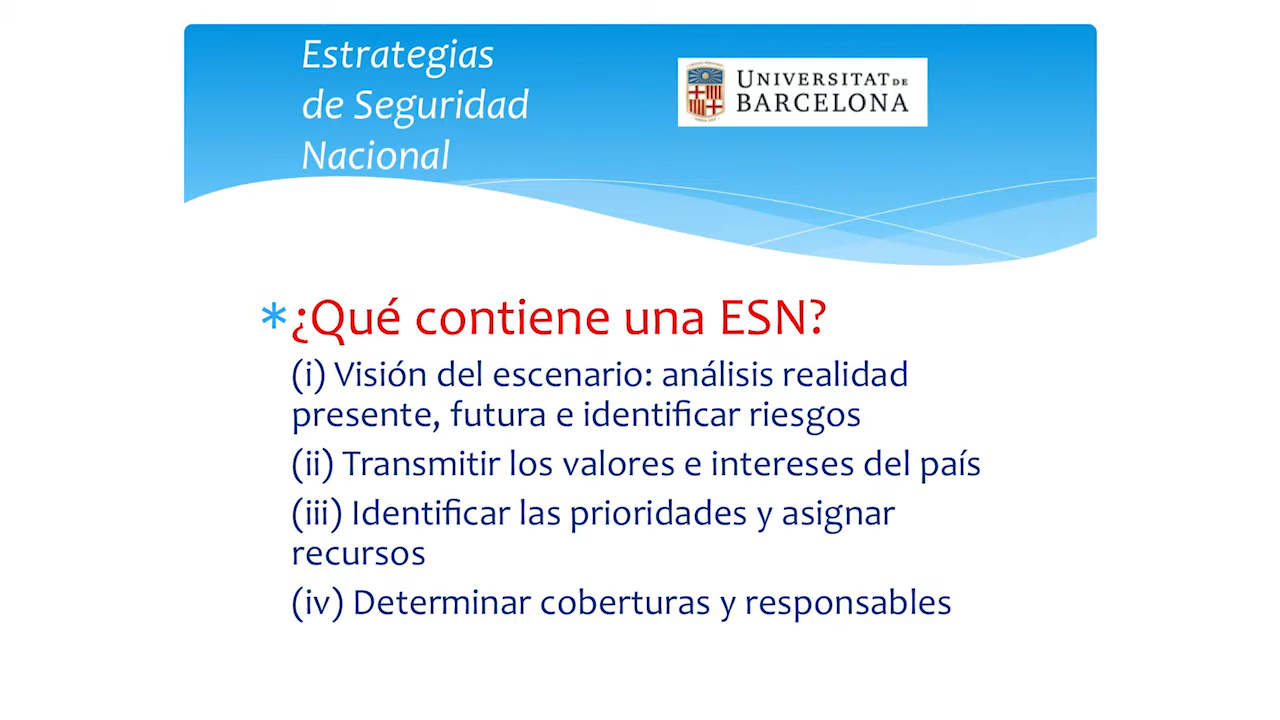 Estrategias
de Seguridad
Nacional
UNIVERSITAT DE
BARCELONA
*¿Qué contiene una ESN?
(i) Visión del escenario: análisis realidad
presente, futura e identificar riesgos
(ii) Transmitir los valores e intereses del país
(iii) Identificar las prioridades y asignar
recursos
(iv) Determinar coberturas y responsables